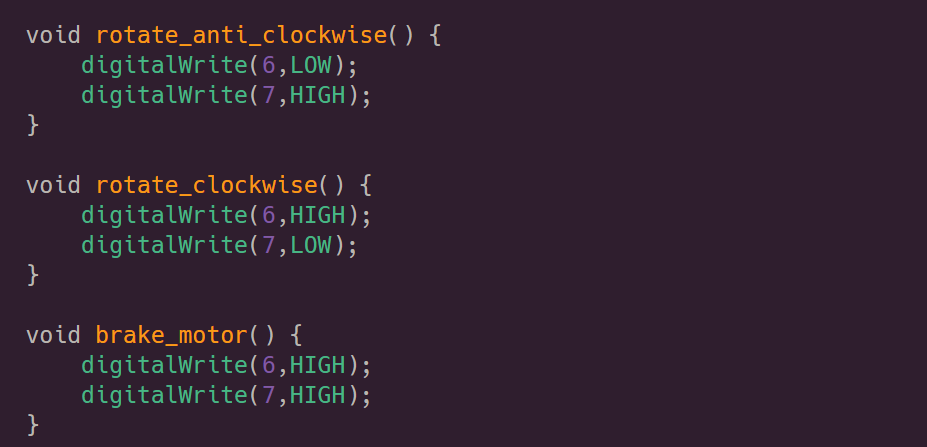 void rotate_anti_clockwise() {
    digitalWrite(6,LOW);
    digitalWrite(7,HIGH);
}
void rotate_clockwise() {
    digitalWrite(6,HIGH);
    digitalWrite(7,LOW);
}
void brake_motor() {
    digitalWrite(6,HIGH);
    digitalWrite(7,HIGH);
}